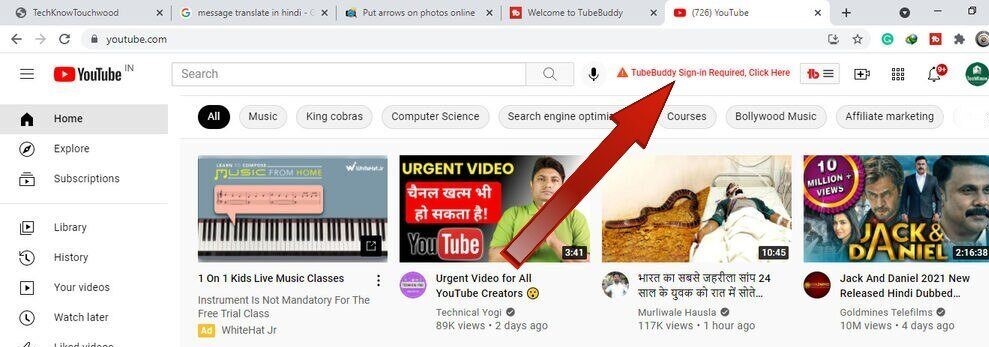 TechKnowTouchwood
message translate in hindi - G
Put arrows on photos online
Welcome to TubeBuddy
(726) YouTube
youtube.com
YouTube IN
Search
TubeBuddy Sign-in Required, Click Here
tb
9+
Home
Explore
Subscriptions
Library
History
Your videos
Watch later
Liked videos
All
Music
King cobras
Computer Science
Search engine optimiz
Courses
Bollywood Music
Affiliate marketing
LEARN TO COMPOSE
MUSIC FROM HOME
WhiteHat Jr
1 On 1 Kids Live Music Classes
Instrument Is Not Mandatory For The
Free Trial Class
Ad WhiteHat Jr
URGENT VIDEO
चैनल खत्म भी
हो सकता है!
YouTube
3:41
Urgent Video for All
YouTube Creators 😮
Technical Yogi
89K views • 2 days ago
10:45
भारत का सबसे जहरीला सांप 24
साल के युवक को रात में सोते...
Murliwale Hausla
117K views • 1 hour ago
10
MILLION +
VIEWS
JACK &
DANIEL
2:16:38
Jack And Daniel 2021 New
Released Hindi Dubbed...
Goldmines Telefilms
10M views • 4 days ago